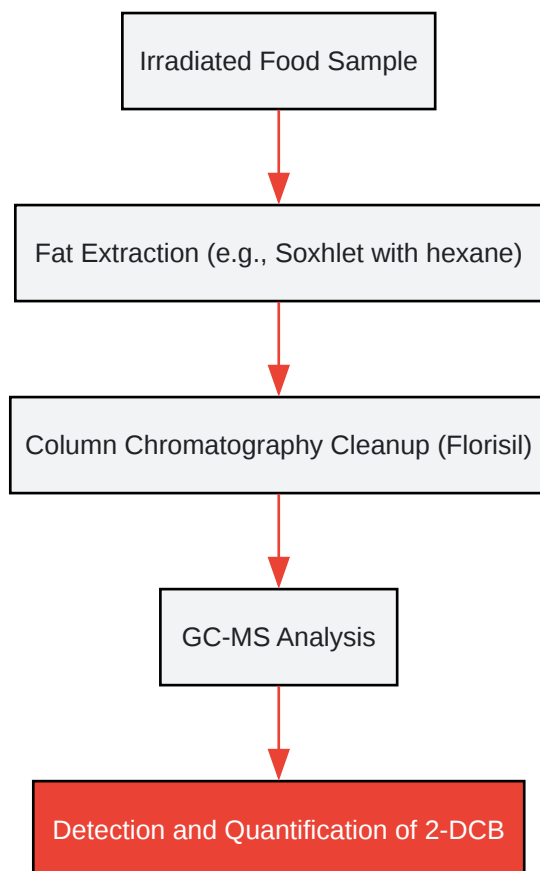 Irradiated Food Sample
Fat Extraction (e.g., Soxhlet with hexane)
Column Chromatography Cleanup (Florisil)
GC-MS Analysis
Detection and Quantification of 2-DCB